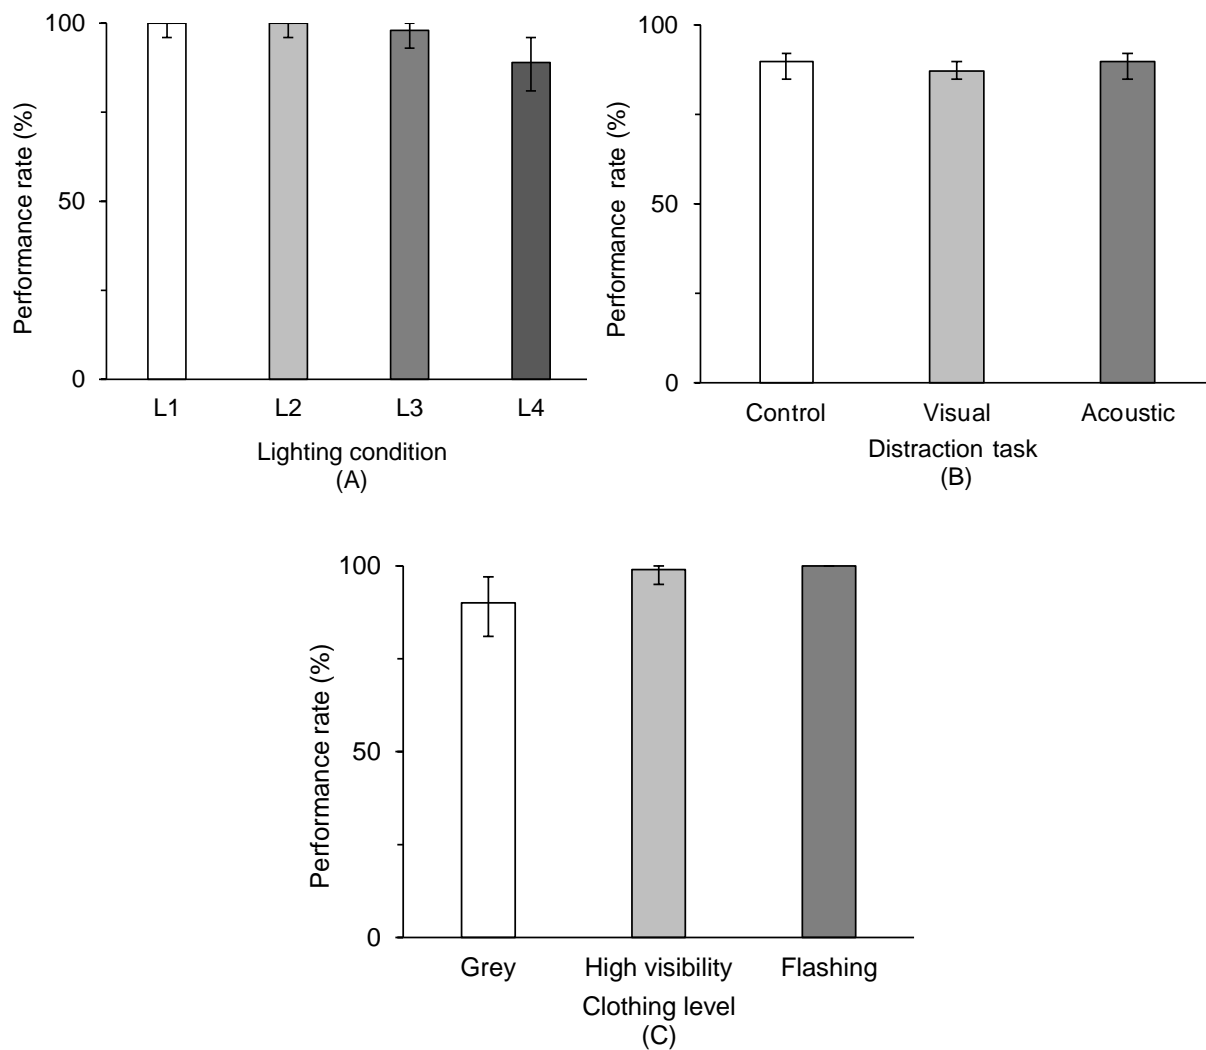 Performance rate (%)
100
50
0
L1 L2 L3 L4
Lighting condition
(A)
Performance rate (%)
100
50
0
Control Visual Acoustic
Distraction task
(B)
Performance rate (%)
100
50
0
Grey High visibility Flashing
Clothing level
(C)